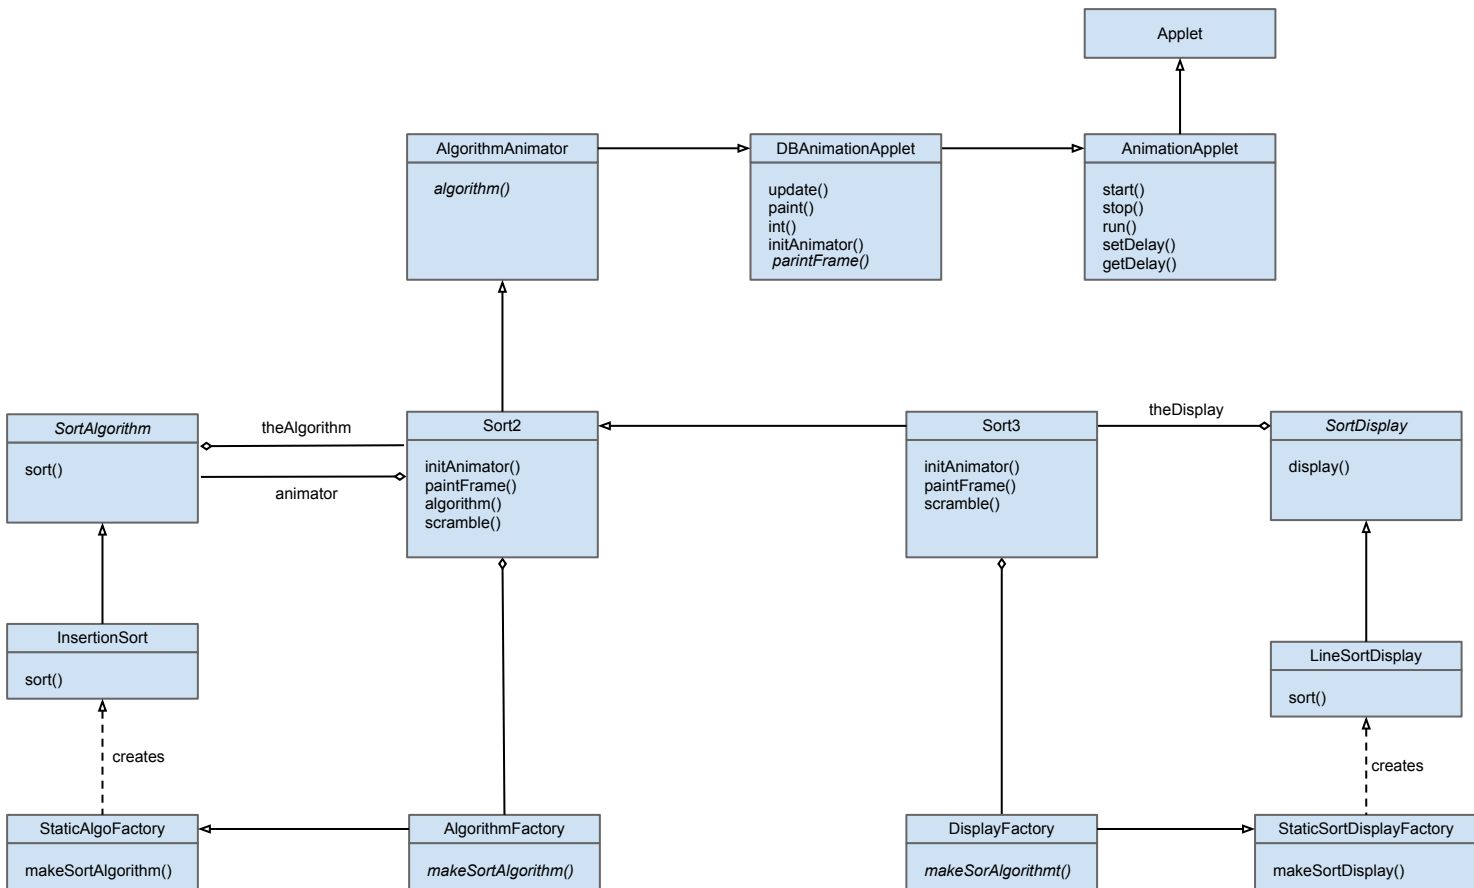 Applet
AlgorithmAnimator
algorithm()
DBAnimationApplet
update()
paint()
int()
initAnimator()
parintFrame()
AnimationApplet
start()
stop()
run()
setDelay()
getDelay()
SortAlgorithm
sort()
theAlgorithm
animator
Sort2
initAnimator()
paintFrame()
algorithm()
scramble()
Sort3
initAnimator()
paintFrame()
scramble()
theDisplay
SortDisplay
display()
InsertionSort
sort()
LineSortDisplay
sort()
creates
creates
StaticAlgoFactory
makeSortAlgorithm()
AlgorithmFactory
makeSortAlgorithm()
DisplayFactory
makeSorAlgorithmt()
StaticSortDisplayFactory
makeSortDisplay()